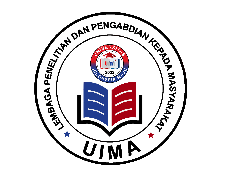 LEMBAGA PENELITIAN DAN PENGABDIAN KEPADA MASYARAKAT
UIMA